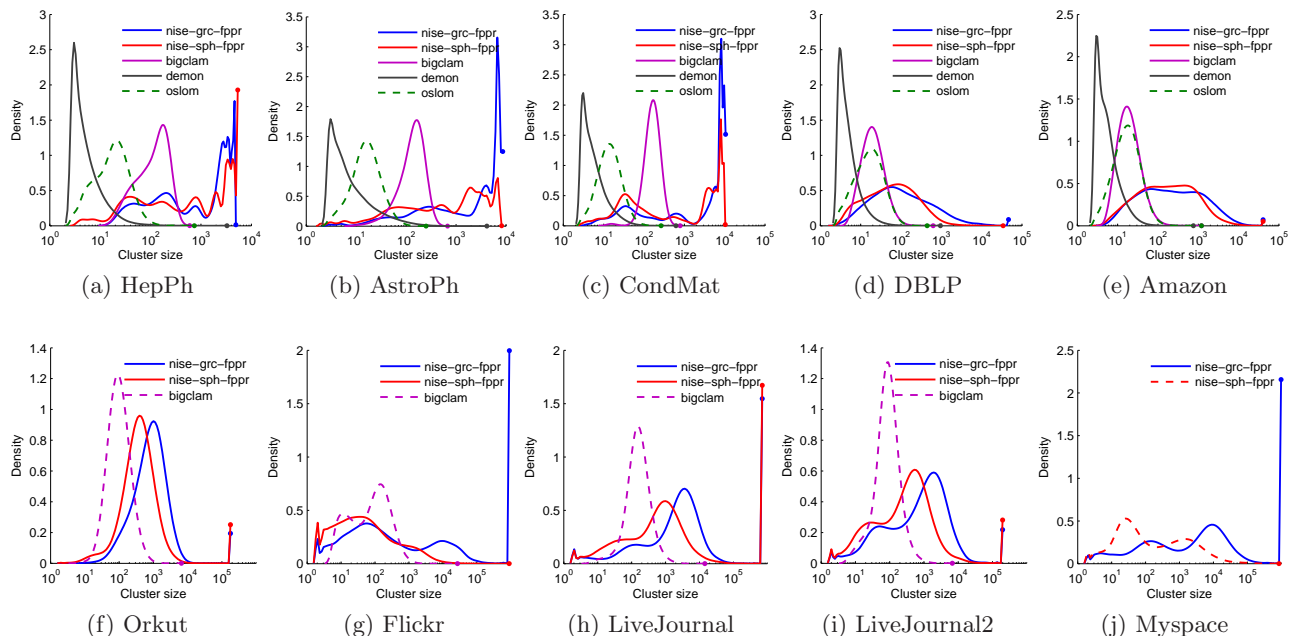 3
2.5
2
1.5
1
0.5
0
Density
nise-grc-fppr
nise-sph-fppr
bigclam
demon
oslom
10^0 10^1 10^2 10^3 10^4
Cluster size
(a) HepPh
3.5
3
2.5
2
1.5
1
0.5
0
Density
nise-grc-fppr
nise-sph-fppr
bigclam
demon
oslom
10^0 10^1 10^2 10^3 10^4
Cluster size
(b) AstroPh
3.5
3
2.5
2
1.5
1
0.5
0
Density
nise-grc-fppr
nise-sph-fppr
bigclam
demon
oslom
10^0 10^1 10^2 10^3 10^4 10^5
Cluster size
(c) CondMat
3
2.5
2
1.5
1
0.5
0
Density
nise-grc-fppr
nise-sph-fppr
bigclam
demon
oslom
10^0 10^1 10^2 10^3 10^4 10^5
Cluster size
(d) DBLP
2.5
2
1.5
1
0.5
0
Density
nise-grc-fppr
nise-sph-fppr
bigclam
demon
oslom
10^0 10^1 10^2 10^3 10^4 10^5
Cluster size
(e) Amazon
1.4
1.2
1
0.8
0.6
0.4
0.2
0
Density
nise-grc-fppr
nise-sph-fppr
bigclam
10^0 10^1 10^2 10^3 10^4 10^5
Cluster size
(f) Orkut
2
1.5
1
0.5
0
Density
nise-grc-fppr
nise-sph-fppr
bigclam
10^0 10^1 10^2 10^3 10^4 10^5
Cluster size
(g) Flickr
2
1.5
1
0.5
0
Density
nise-grc-fppr
nise-sph-fppr
bigclam
10^0 10^1 10^2 10^3 10^4 10^5
Cluster size
(h) LiveJournal
1.4
1.2
1
0.8
0.6
0.4
0.2
0
Density
nise-grc-fppr
nise-sph-fppr
bigclam
10^0 10^1 10^2 10^3 10^4 10^5
Cluster size
(i) LiveJournal2
2.5
2
1.5
1
0.5
0
Density
nise-grc-fppr
nise-sph-fppr
10^0 10^1 10^2 10^3 10^4 10^5
Cluster size
(j) Myspace